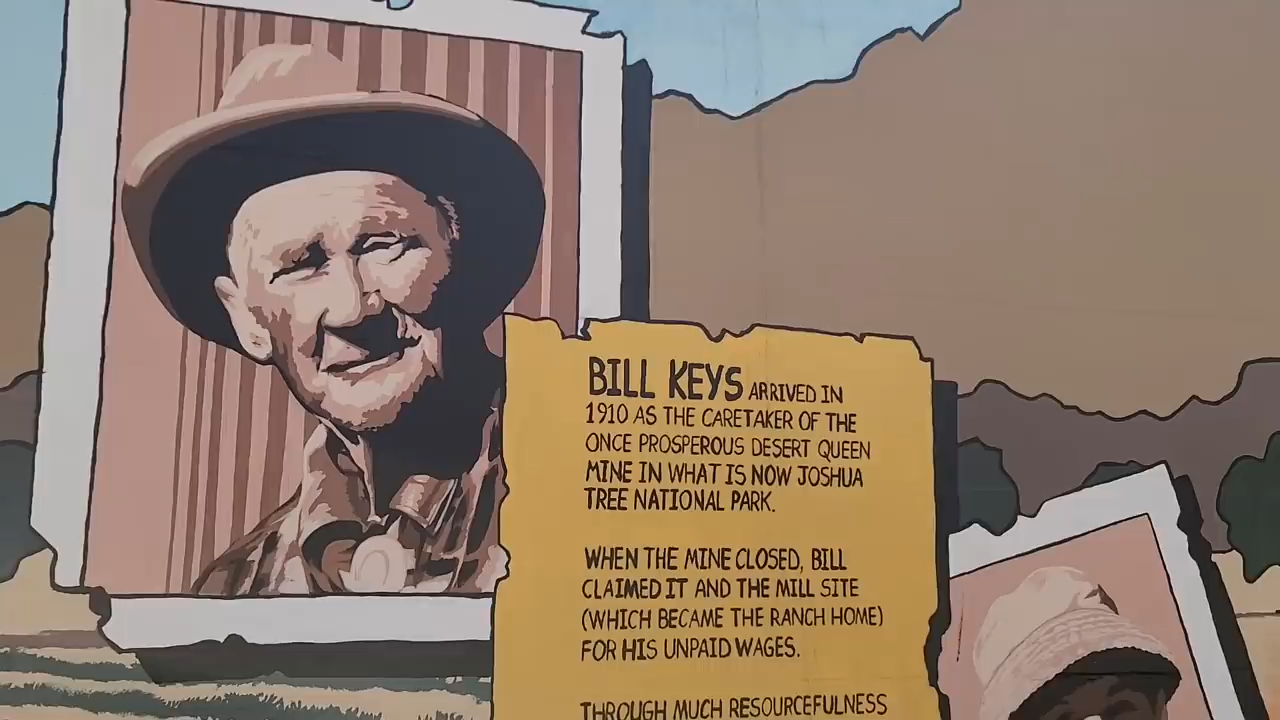 BILL KEYS ARRIVED IN
1910 AS THE CARETAKER OF THE
ONCE PROSPEROUS DESERT QUEEN
MINE IN WHAT IS NOW JOSHUA
TREE NATIONAL PARK.
WHEN THE MINE CLOSED, BILL
CLAIMED IT AND THE MILL SITE
(WHICH BECAME THE RANCH HOME)
FOR HIS UNPAID WAGES.
THROUGH MUCH RESOURCEFULNESS